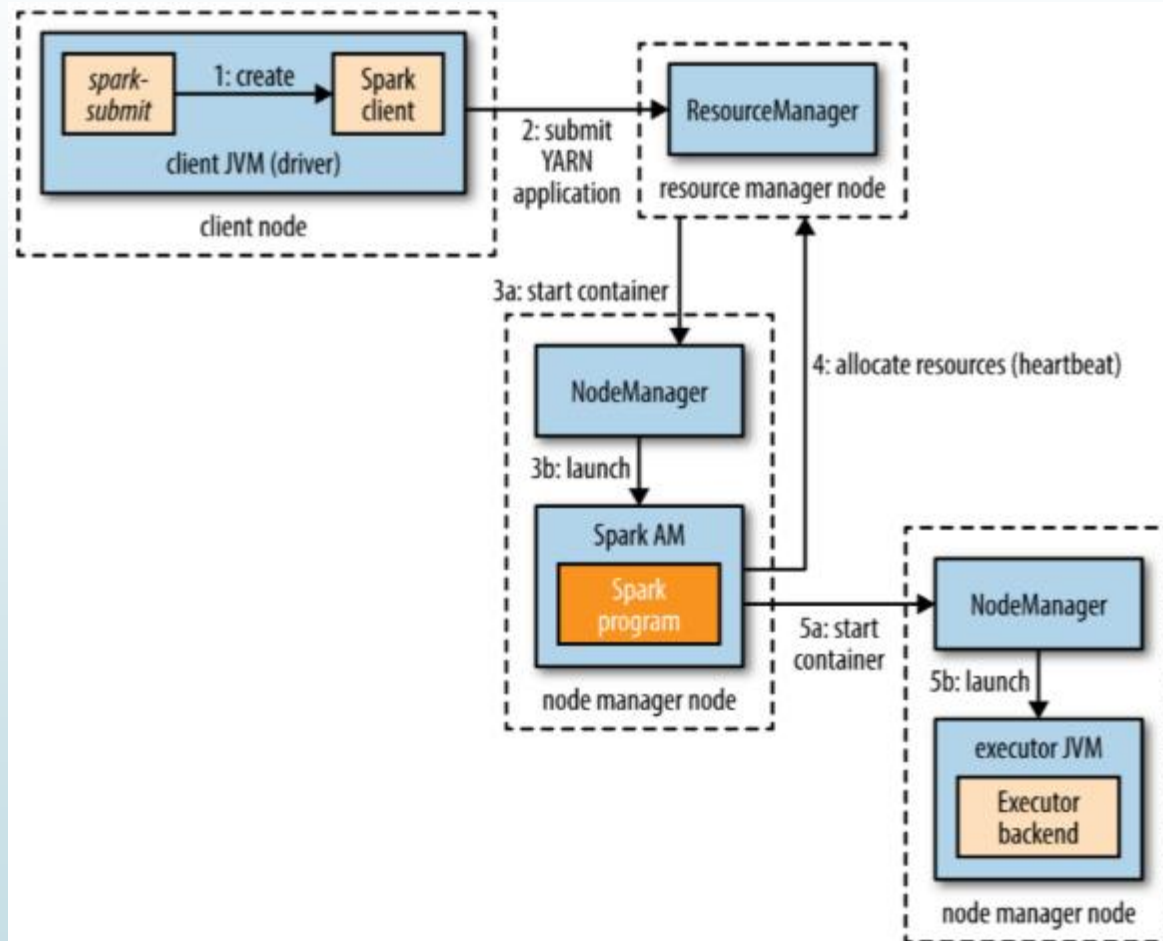 spark-
submit
1: create
Spark
client
client JVM (driver)
client node
2: submit
YARN
application
ResourceManager
resource manager node
3a: start container
NodeManager
3b: launch
Spark AM
Spark
program
node manager node
4: allocate resources (heartbeat)
5a: start
container
NodeManager
5b: launch
executor JVM
Executor
backend
node manager node